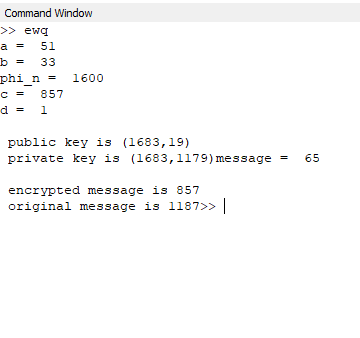 Command Window
>> ewq
a =  51
b =  33
phi_n =  1600
c =  857
d =  1
public key is (1683,19)
private key is (1683,1179)message =  65
encrypted message is 857
original message is 1187>>